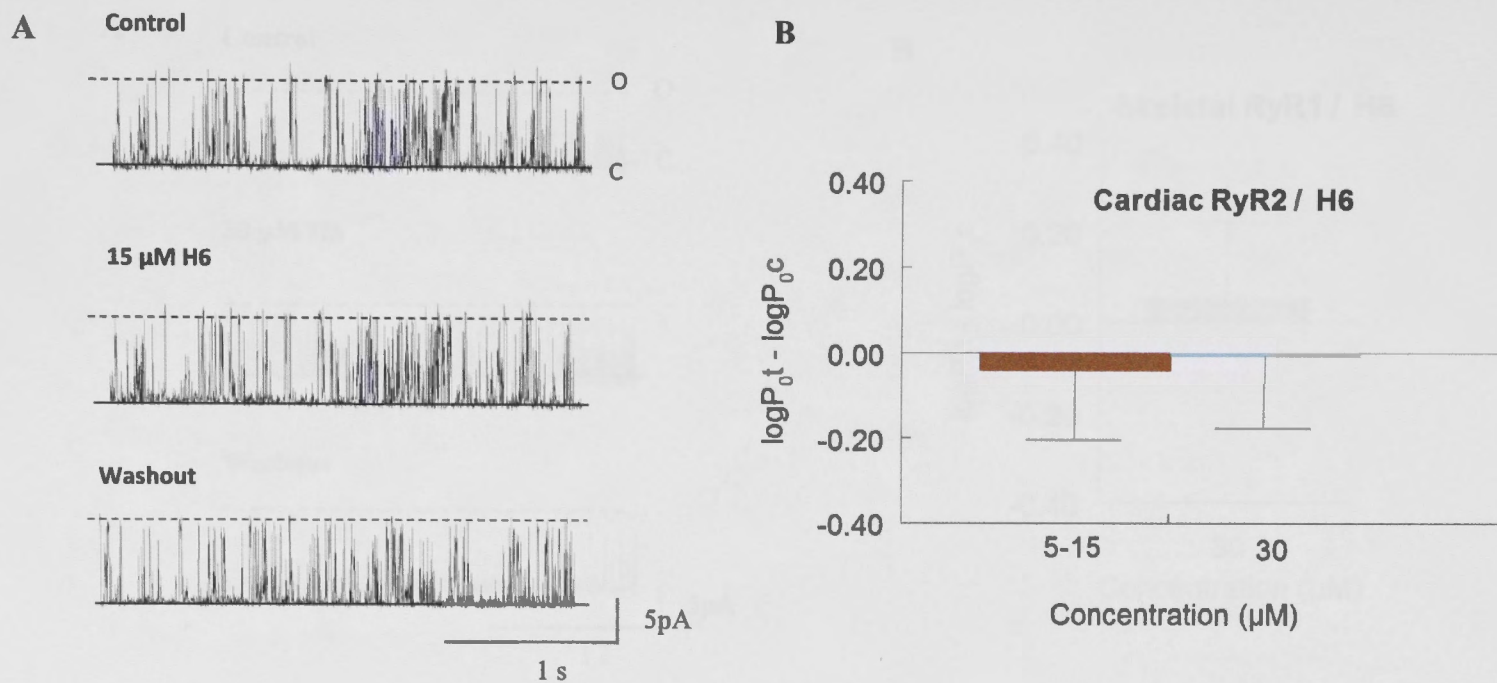 A
Control
O
C
15 µM H6
Washout
5pA
1 s
B
Cardiac RyR2 / H6
0.40
0.20
0.00
-0.20
-0.40
logP₀t - logP₀c
5-15
30
Concentration (µM)